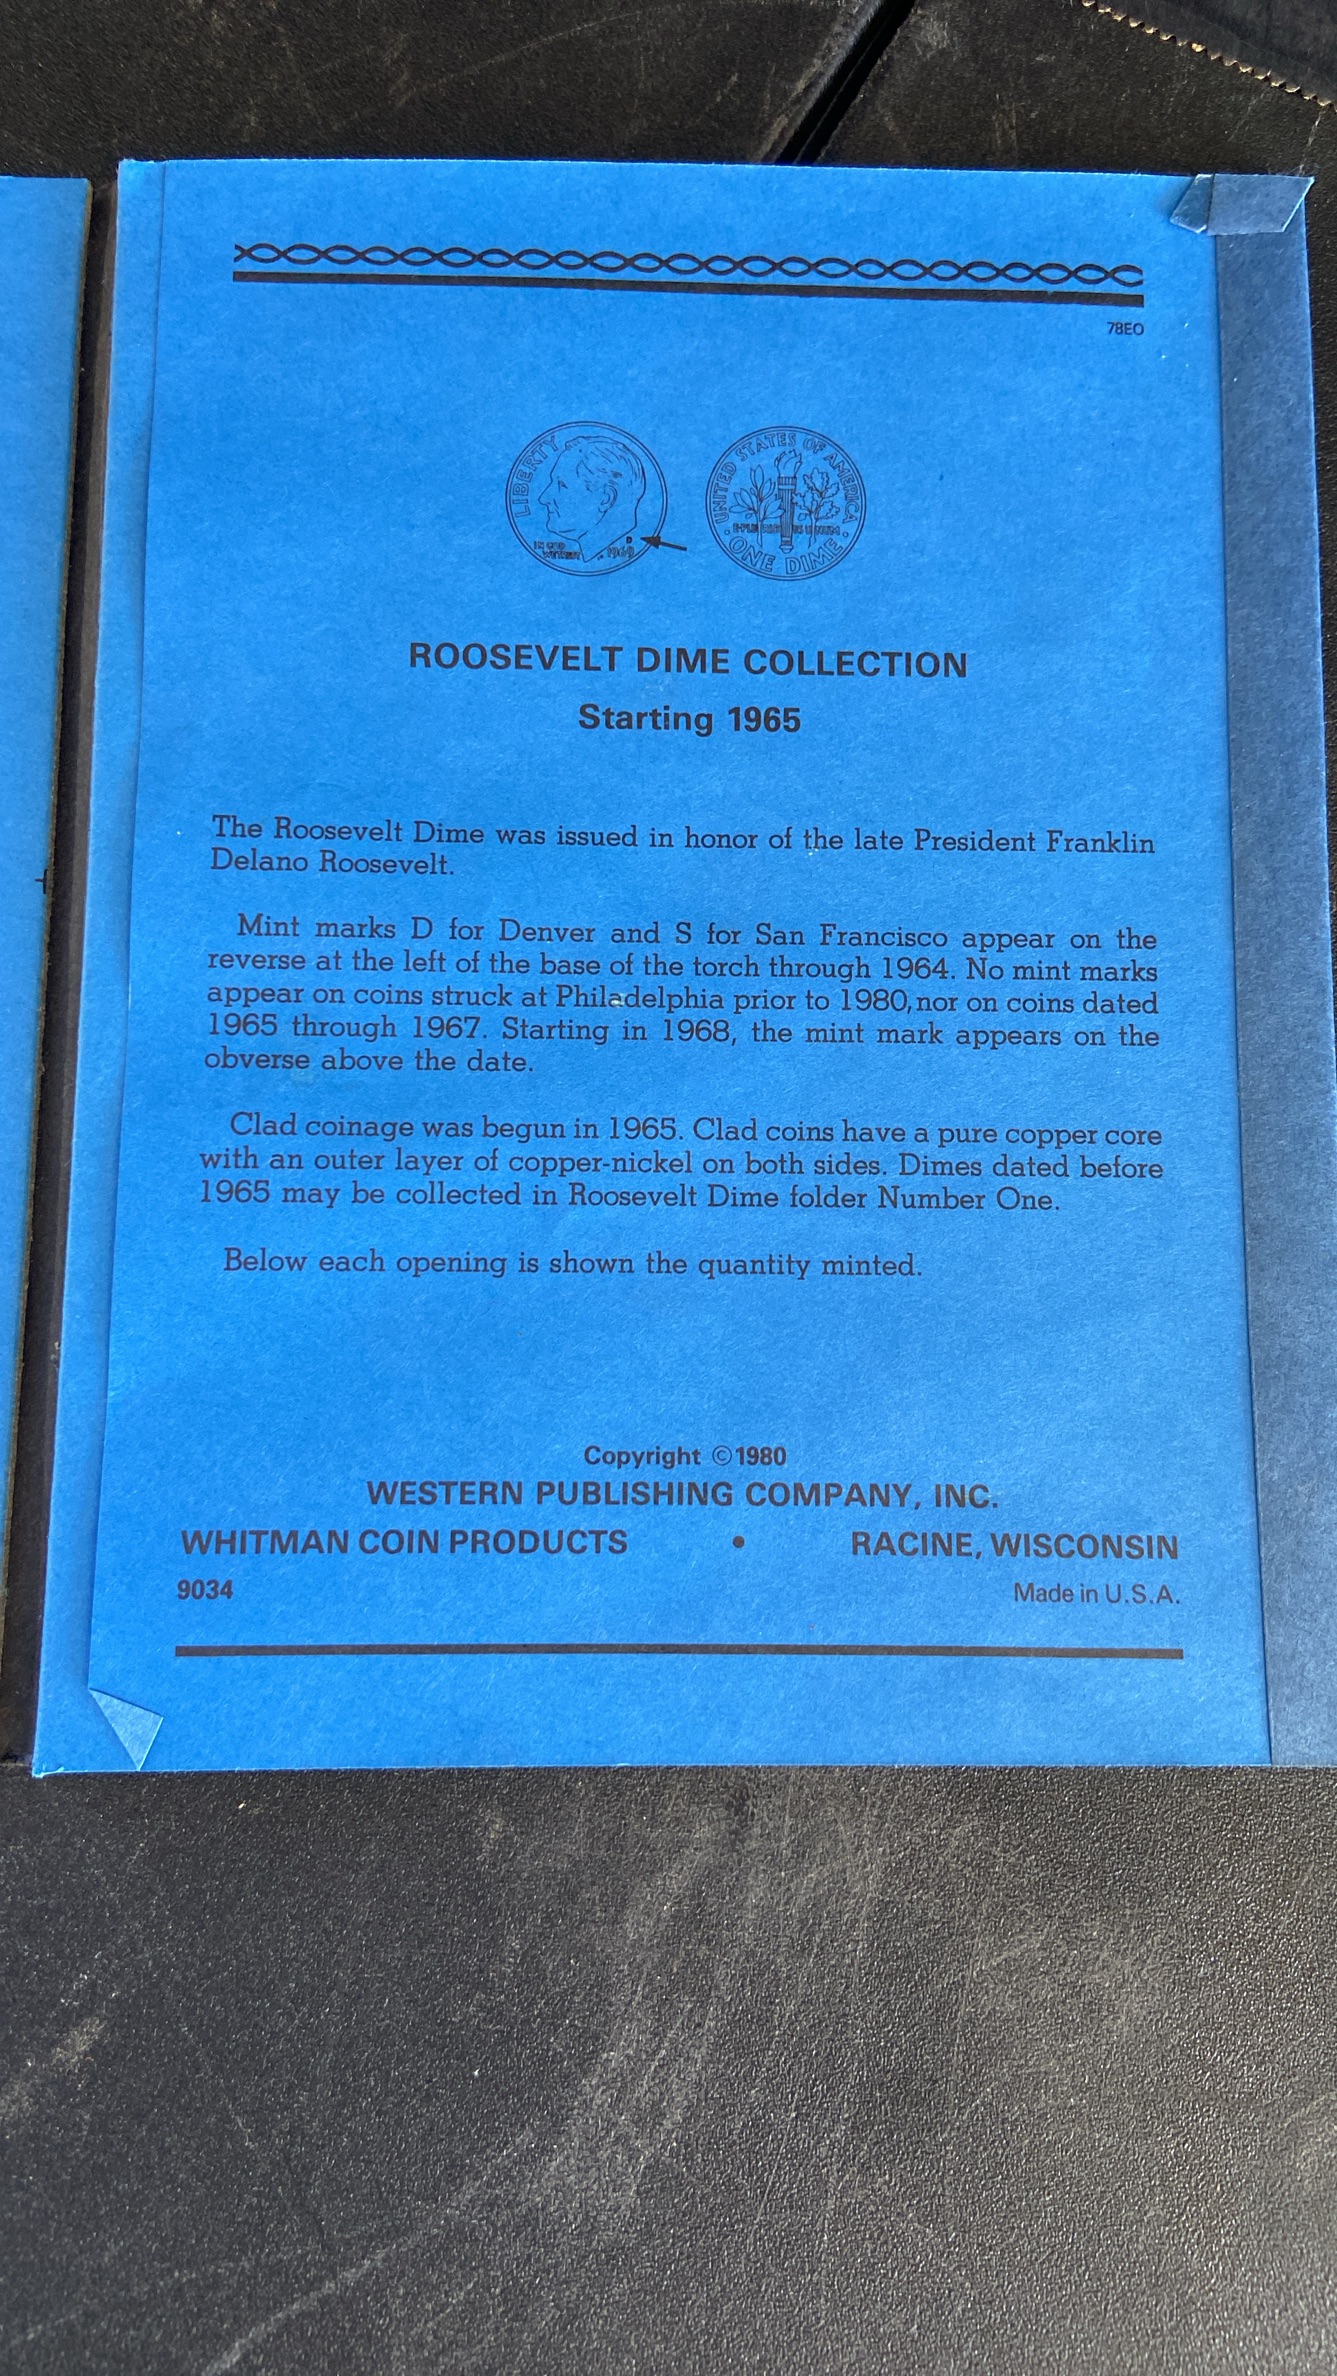 78EO
LIBERTY
IN GOD
WE TRUST
1969
D
UNITED STATES OF AMERICA
E PLURIBUS UNUM
ONE DIME
ROOSEVELT DIME COLLECTION
Starting 1965
The Roosevelt Dime was issued in honor of the late President Franklin
Delano Roosevelt.
Mint marks D for Denver and S for San Francisco appear on the
reverse at the left of the base of the torch through 1964. No mint marks
appear on coins struck at Philadelphia prior to 1980, nor on coins dated
1965 through 1967. Starting in 1968, the mint mark appears on the
obverse above the date.
Clad coinage was begun in 1965. Clad coins have a pure copper core
with an outer layer of copper-nickel on both sides. Dimes dated before
1965 may be collected in Roosevelt Dime folder Number One.
Below each opening is shown the quantity minted.
Copyright ©1980
WESTERN PUBLISHING COMPANY, INC.
WHITMAN COIN PRODUCTS • RACINE, WISCONSIN
9034 Made in U.S.A.